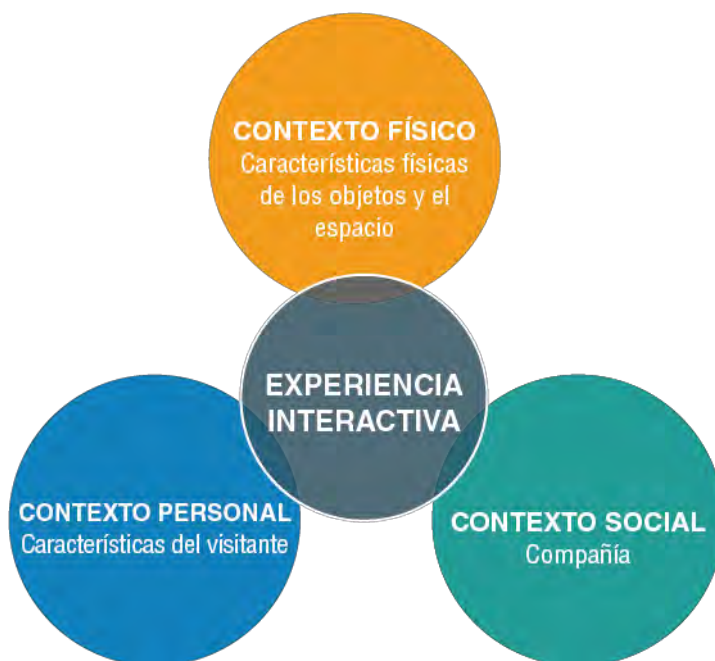 CONTEXTO FÍSICO
Características físicas
de los objetos y el
espacio
EXPERIENCIA
INTERACTIVA
CONTEXTO PERSONAL
Características del visitante
CONTEXTO SOCIAL
Compañía